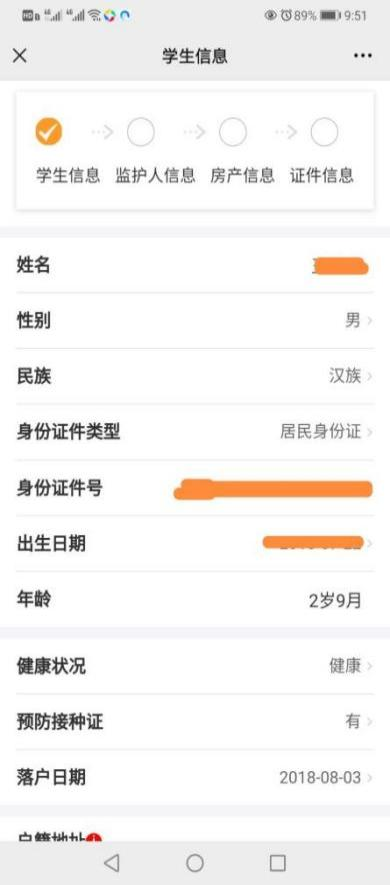 89% 9:51
学生信息
学生信息 监护人信息 房产信息 证件信息
姓名
性别 男
民族 汉族
身份证件类型 居民身份证
身份证件号
出生日期
年龄 2岁9月
健康状况 健康
预防接种证 有
落户日期 2018-08-03
户籍地址